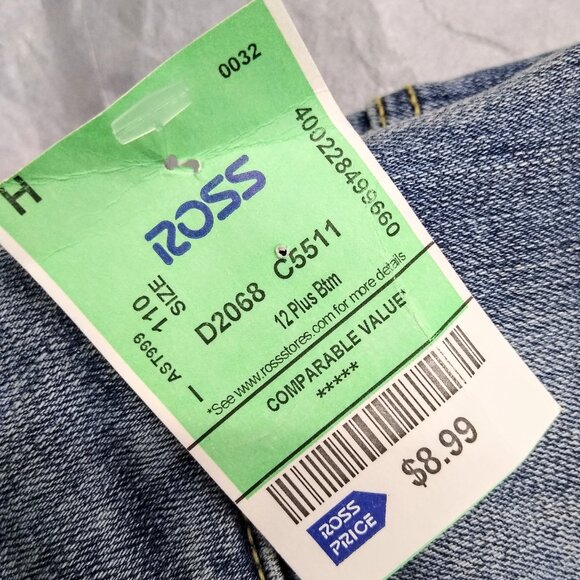 0032
H
ROSS
400228499660
D2068 C5511
110
SIZE
AST999
I
12 Plus Btm
*See www.rossstores.com for more details
COMPARABLE VALUE*
*****
$8.99
ROSS
PRICE